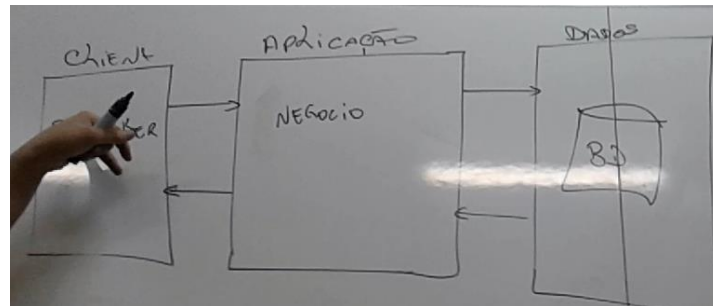 CLIENT
APLICAÇÃO
DADOS
NEGOCIO
BD